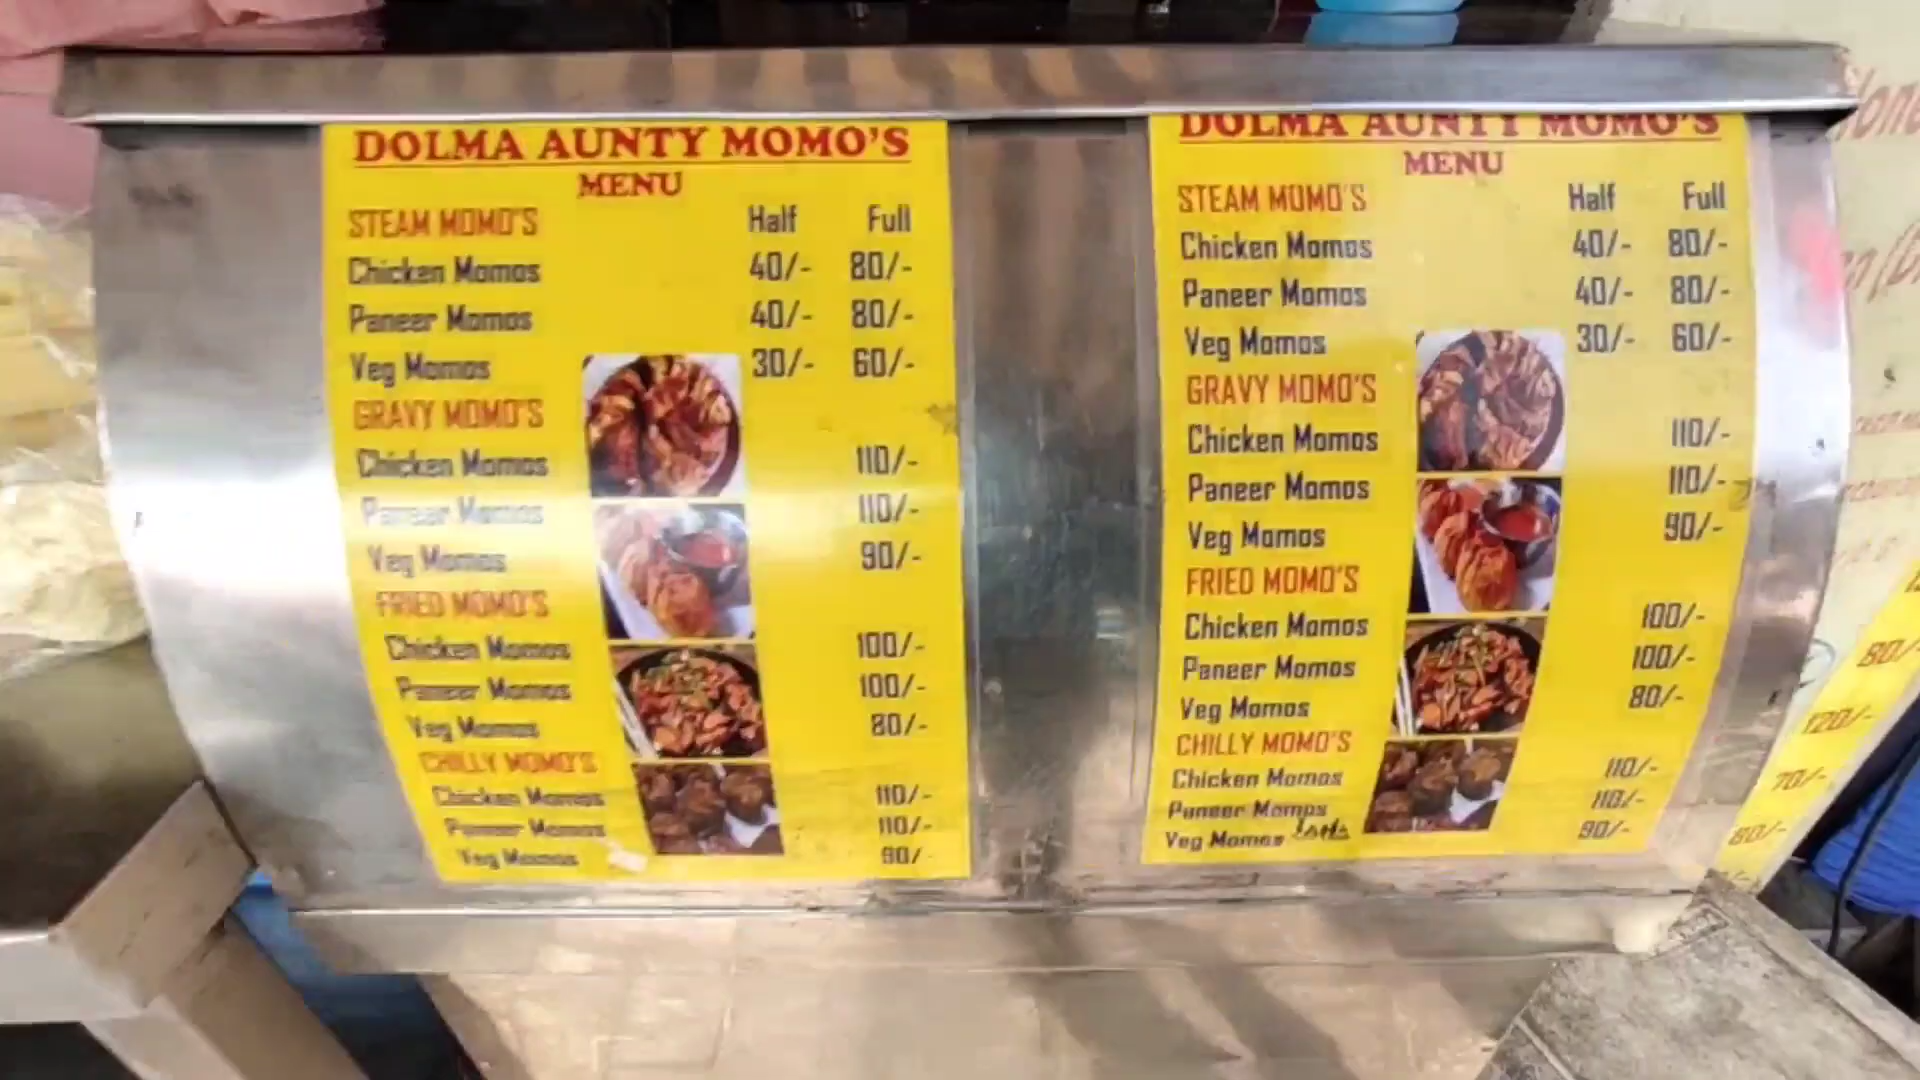 DOLMA AUNTY MOMO'S
MENU
STEAM MOMO'S Half Full
Chicken Momos 40/- 80/-
Paneer Momos 40/- 80/-
Veg Momos 30/- 60/-
GRAVY MOMO'S
Chicken Momos 110/-
Paneer Momos 110/-
Veg Momos 90/-
FRIED MOMO'S
Chicken Momos 100/-
Paneer Momos 100/-
Veg Momos 80/-
CHILLY MOMO'S
Chicken Momos 110/-
Paneer Momos 110/-
Veg Momos 90/-
DOLMA AUNTY MOMO'S
MENU
STEAM MOMO'S Half Full
Chicken Momos 40/- 80/-
Paneer Momos 40/- 80/-
Veg Momos 30/- 60/-
GRAVY MOMO'S
Chicken Momos 110/-
Paneer Momos 110/-
Veg Momos 90/-
FRIED MOMO'S
Chicken Momos 100/-
Paneer Momos 100/-
Veg Momos 80/-
CHILLY MOMO'S
Chicken Momos 110/-
Paneer Momos 110/-
Veg Momos 90/-
80/-
120/-
70/-
80/-